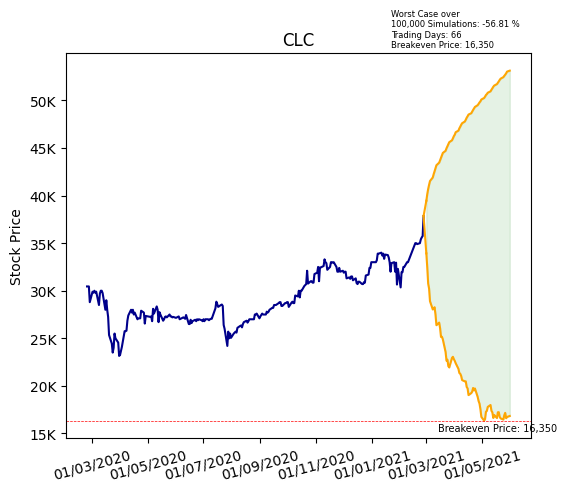 Worst Case over
100,000 Simulations: -56.81 %
Trading Days: 66
Breakeven Price: 16,350
CLC
Stock Price
50K
45K
40K
35K
30K
25K
20K
15K
Breakeven Price: 16,350
01/03/2020
01/05/2020
01/07/2020
01/09/2020
01/11/2020
01/01/2021
01/03/2021
01/05/2021